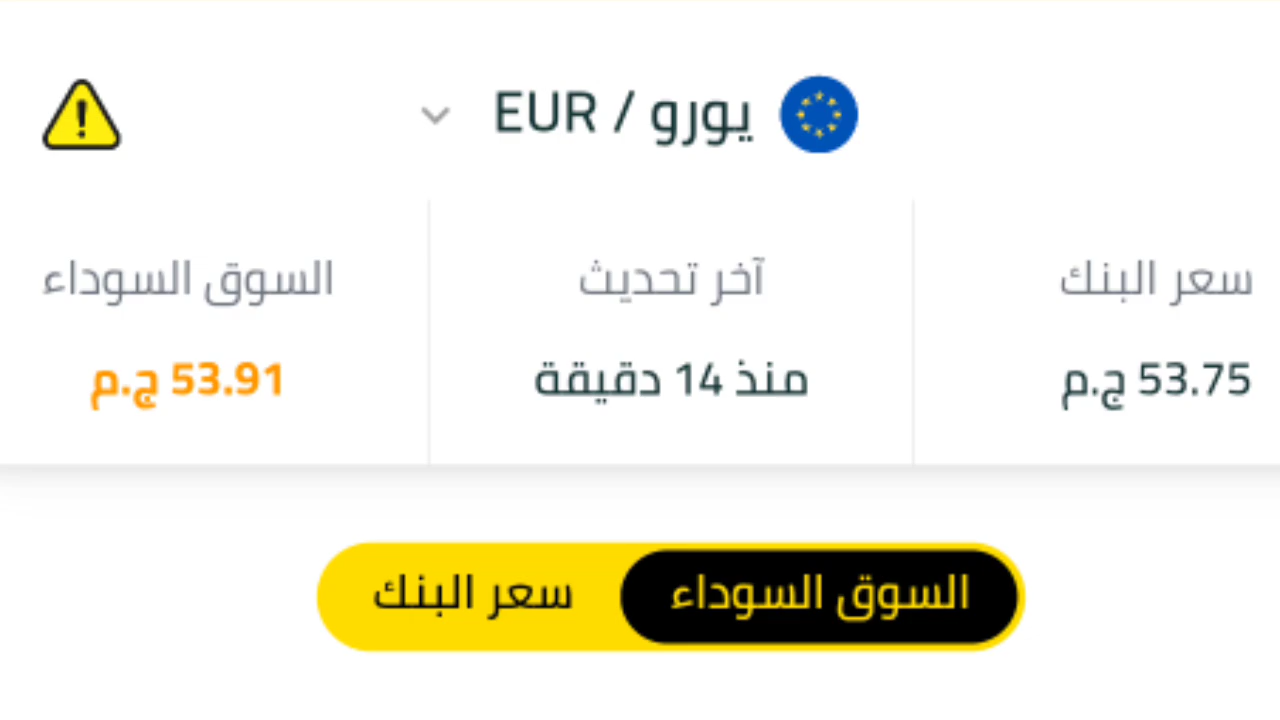 يورو / EUR
سعر البنك
53.75 ج.م
آخر تحديث
منذ 14 دقيقة
السوق السوداء
53.91 ج.م
السوق السوداء
سعر البنك